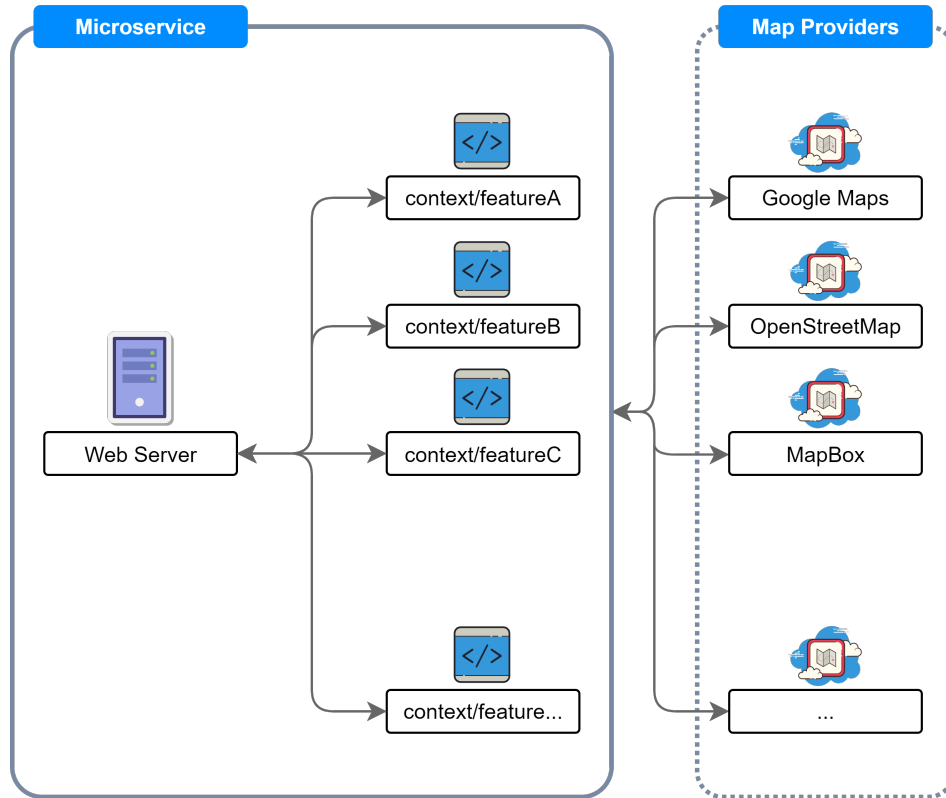 Microservice
Map Providers
</>
context/featureA
Google Maps
</>
context/featureB
OpenStreetMap
</>
Web Server
context/featureC
MapBox
</>
context/feature...
...